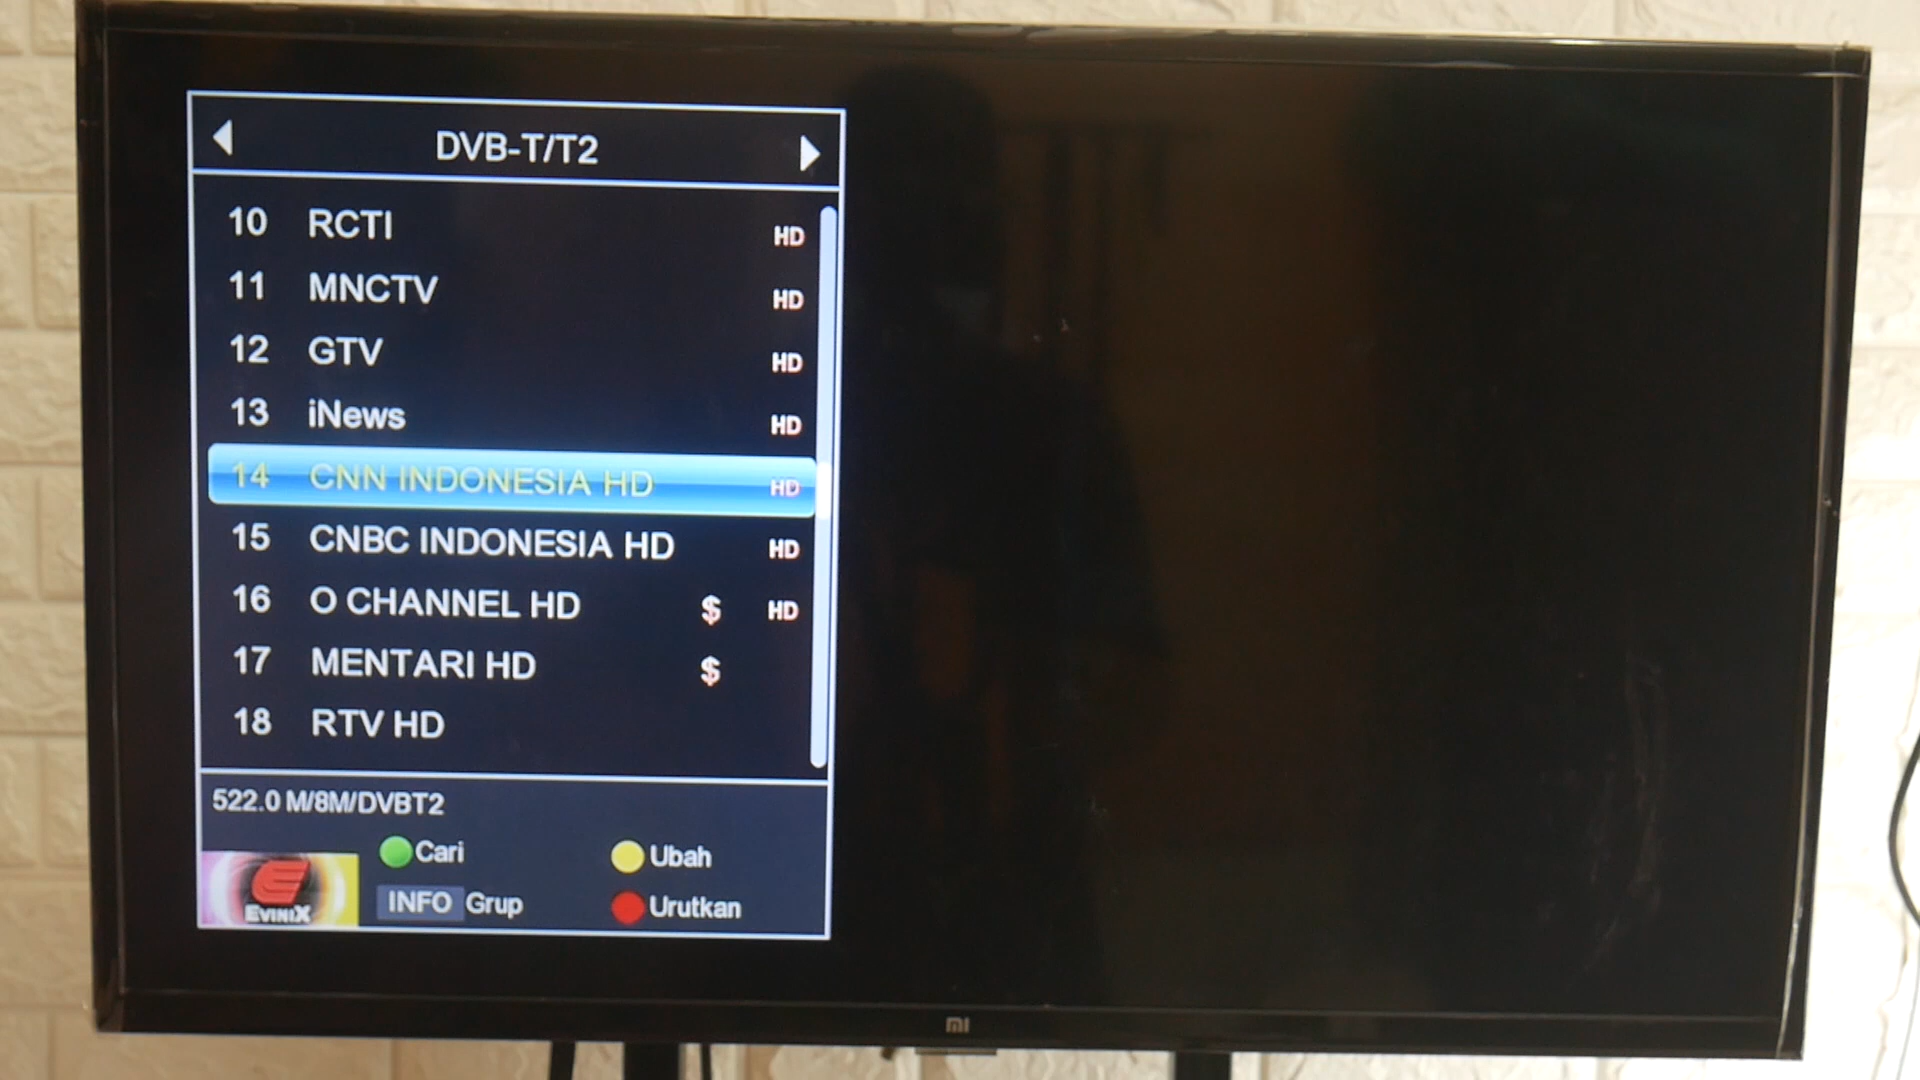 DVB-T/T2
10 RCTI HD
11 MNCTV HD
12 GTV HD
13 iNews HD
14 CNN INDONESIA HD HD
15 CNBC INDONESIA HD HD
16 O CHANNEL HD $ HD
17 MENTARI HD $
18 RTV HD
522.0 M/8M/DVBT2
Cari Ubah
INFO Grup Urutkan
EVINIX
mi